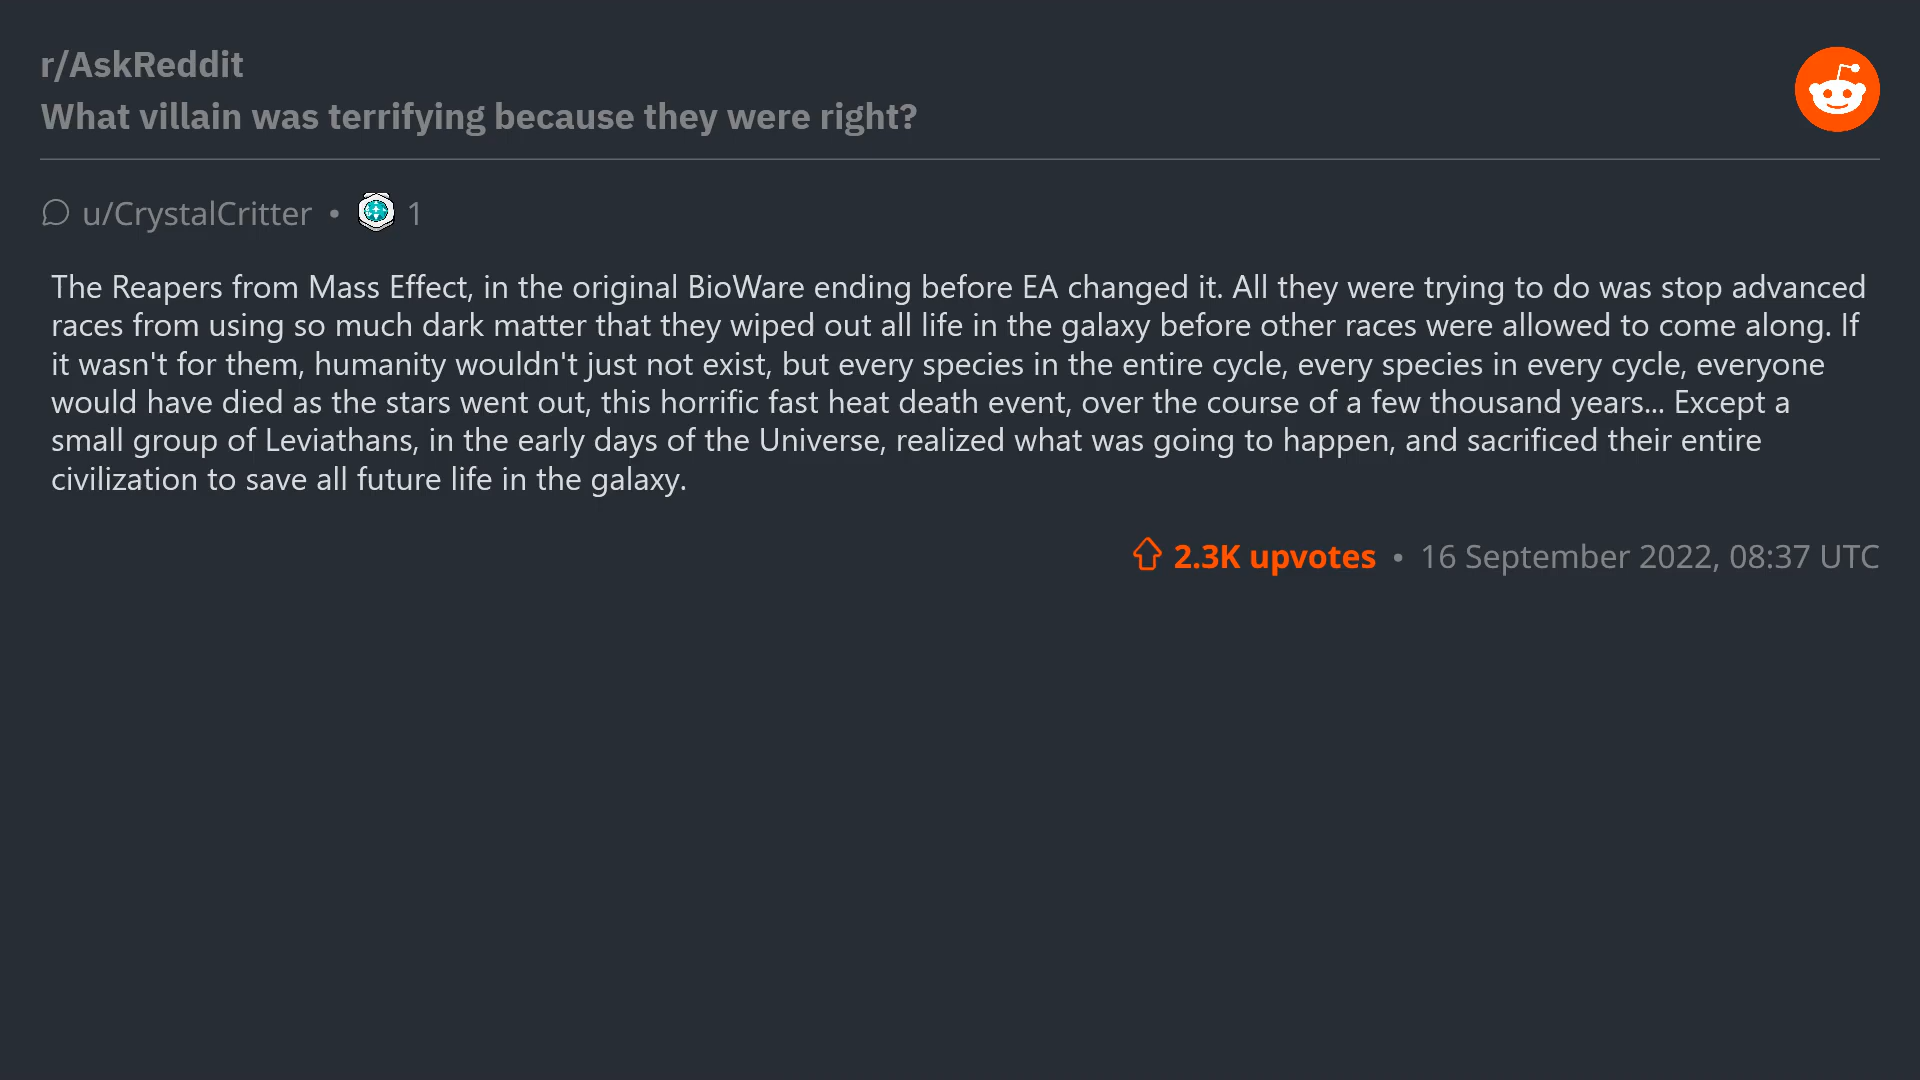 r/AskReddit
What villain was terrifying because they were right?
u/CrystalCritter • 1
The Reapers from Mass Effect, in the original BioWare ending before EA changed it. All they were trying to do was stop advanced
races from using so much dark matter that they wiped out all life in the galaxy before other races were allowed to come along. If
it wasn't for them, humanity wouldn't just not exist, but every species in the entire cycle, every species in every cycle, everyone
would have died as the stars went out, this horrific fast heat death event, over the course of a few thousand years... Except a
small group of Leviathans, in the early days of the Universe, realized what was going to happen, and sacrificed their entire
civilization to save all future life in the galaxy.
2.3K upvotes • 16 September 2022, 08:37 UTC